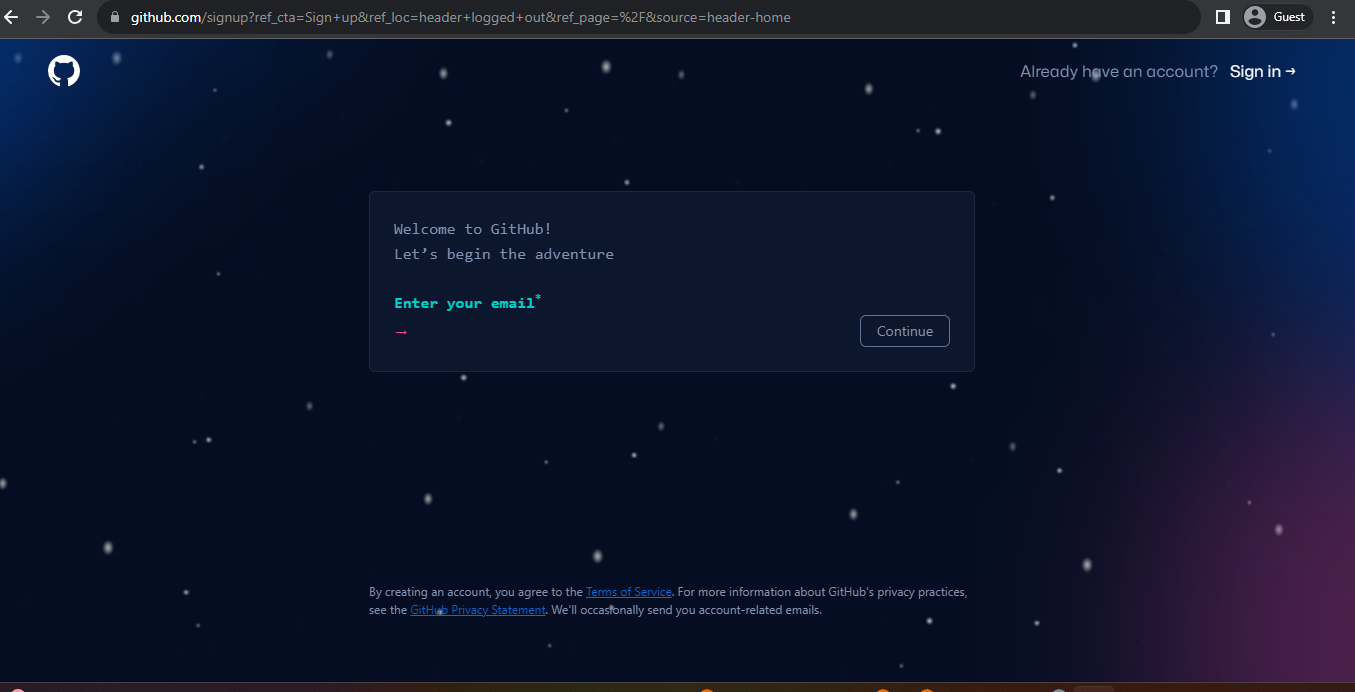 github.com/signup?ref_cta=Sign+up&ref_loc=header+logged+out&ref_page=%2F&source=header-home
Guest
Already have an account? Sign in →
Welcome to GitHub!
Let’s begin the adventure
Enter your email*
→
Continue
By creating an account, you agree to the Terms of Service. For more information about GitHub's privacy practices,
see the GitHub Privacy Statement. We'll occasionally send you account-related emails.